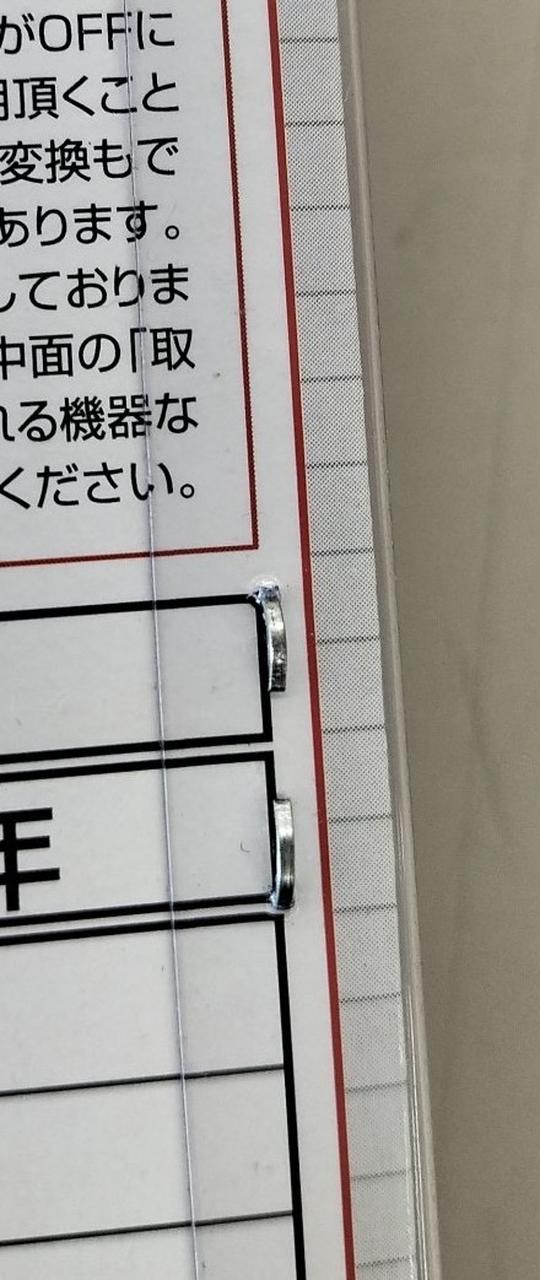 がOFFに
用頂くこと
変換もで
あります。
しておりま
中面の「取
れる機器な
ください。
年